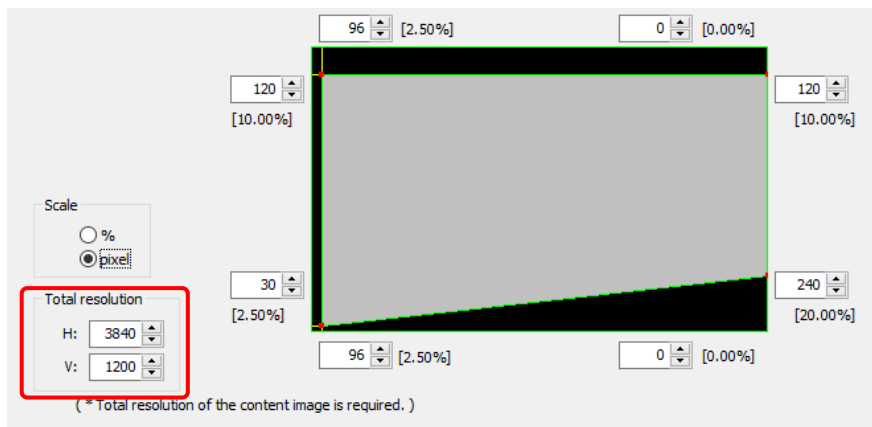 96 [2.50%] 0 [0.00%]
120 120
[10.00%] [10.00%]
Scale
%
pixel
30 240
[2.50%] [20.00%]
Total resolution
H: 3840
V: 1200
96 [2.50%] 0 [0.00%]
( * Total resolution of the content image is required. )